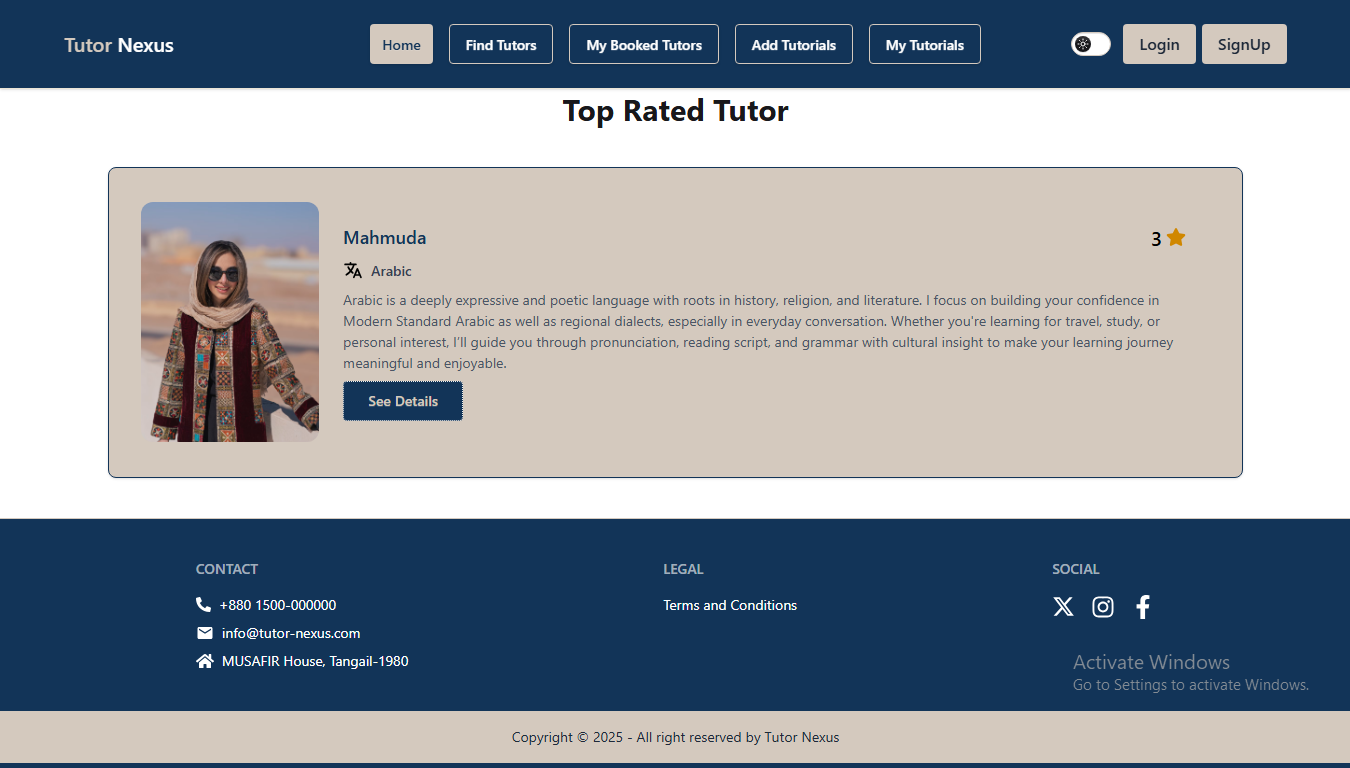 Tutor Nexus
Home
Find Tutors
My Booked Tutors
Add Tutorials
My Tutorials
Login
SignUp
Top Rated Tutor
Mahmuda
3
Arabic
Arabic is a deeply expressive and poetic language with roots in history, religion, and literature. I focus on building your confidence in
Modern Standard Arabic as well as regional dialects, especially in everyday conversation. Whether you're learning for travel, study, or
personal interest, I'll guide you through pronunciation, reading script, and grammar with cultural insight to make your learning journey
meaningful and enjoyable.
See Details
CONTACT
+880 1500-000000
info@tutor-nexus.com
MUSAFIR House, Tangail-1980
LEGAL
Terms and Conditions
SOCIAL
Activate Windows
Go to Settings to activate Windows.
Copyright © 2025 - All right reserved by Tutor Nexus